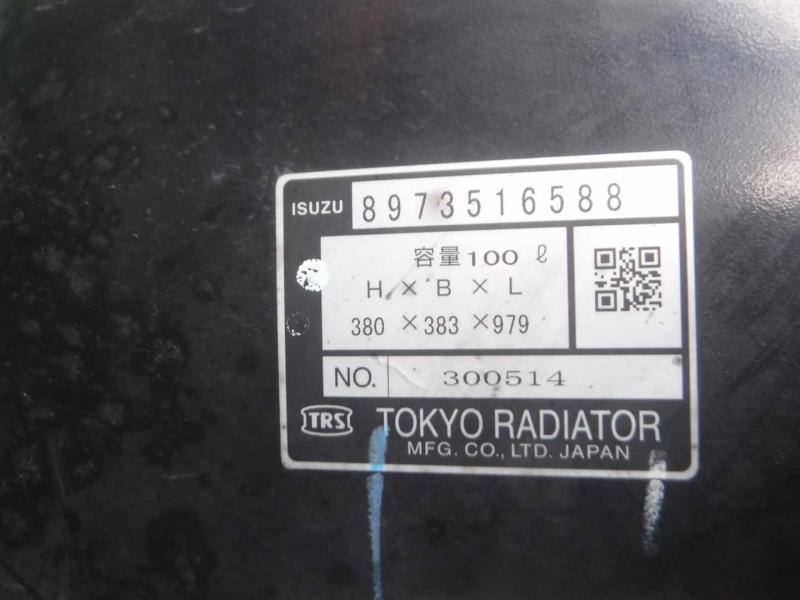 ISUZU 8973516588
容量100 ℓ
H × B × L
380 × 383 × 979
NO. 300514
TRS TOKYO RADIATOR
MFG. CO., LTD. JAPAN